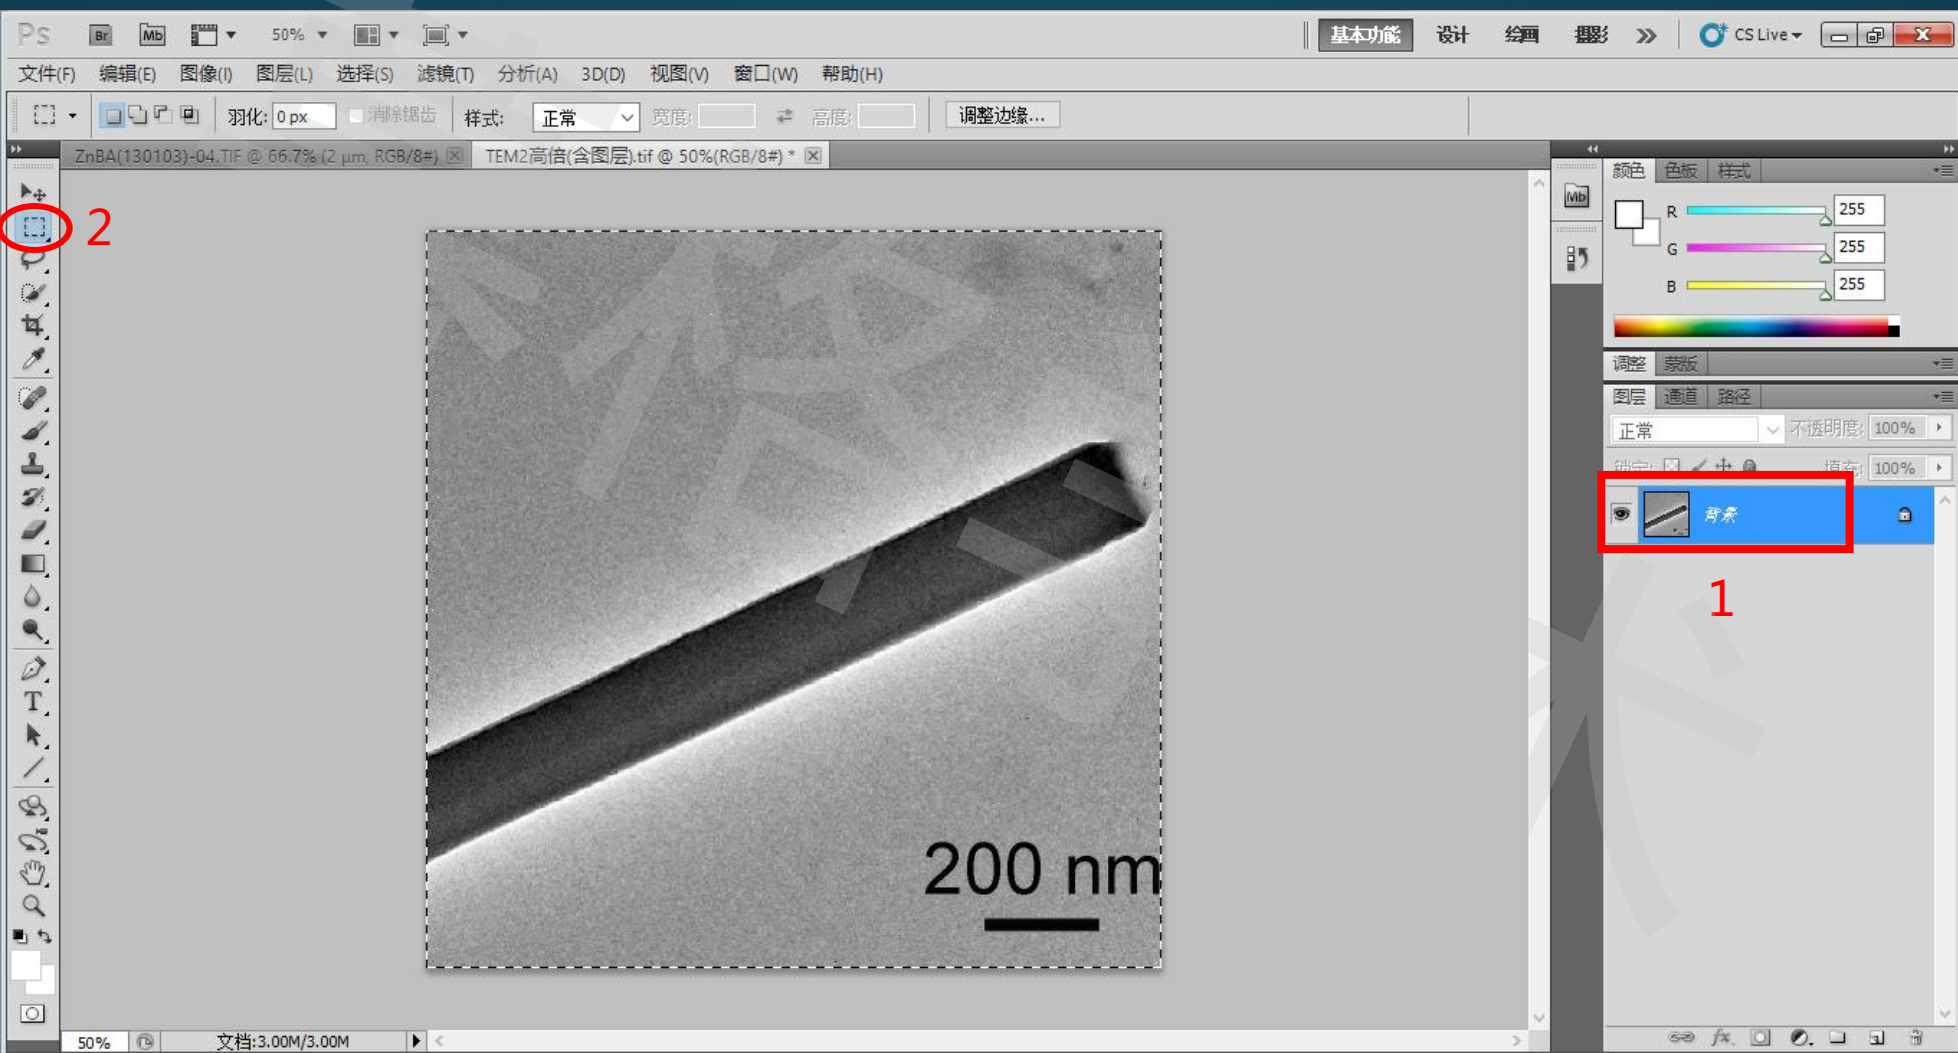 Ps Br Mb 50% 基本功能 设计 绘画 摄影 CS Live
文件(F) 编辑(E) 图像(I) 图层(L) 选择(S) 滤镜(T) 分析(A) 3D(D) 视图(V) 窗口(W) 帮助(H)
羽化: 0 px 消除锯齿 样式: 正常 宽度: 高度: 调整边缘...
ZnBA(130103)-04.TIF @ 66.7% (2 μm, RGB/8#) TEM2高倍(含图层).tif @ 50%(RGB/8#) *
颜色 色板 样式
Mb
R 255
G 255
B 255
2
调整 蒙版
图层 通道 路径
正常 不透明度: 100%
锁定: 填充: 100%
背景
1
T
200 nm
50% 文档:3.00M/3.00M
fx.